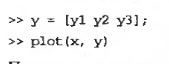 >> y = [y1 y2 y3];
>> plot(x, y)